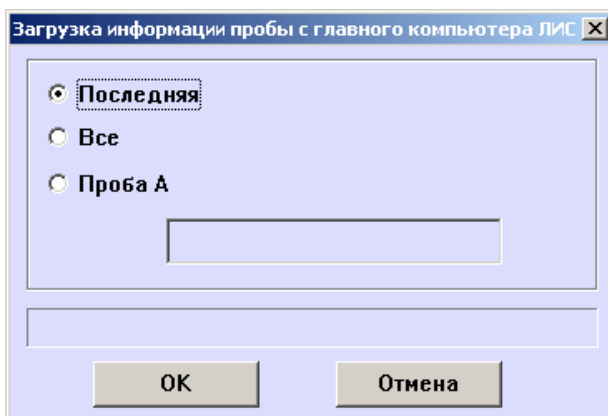 Загрузка информации пробы с главного компьютера ЛИС
Последняя
Все
Проба А
OK
Отмена